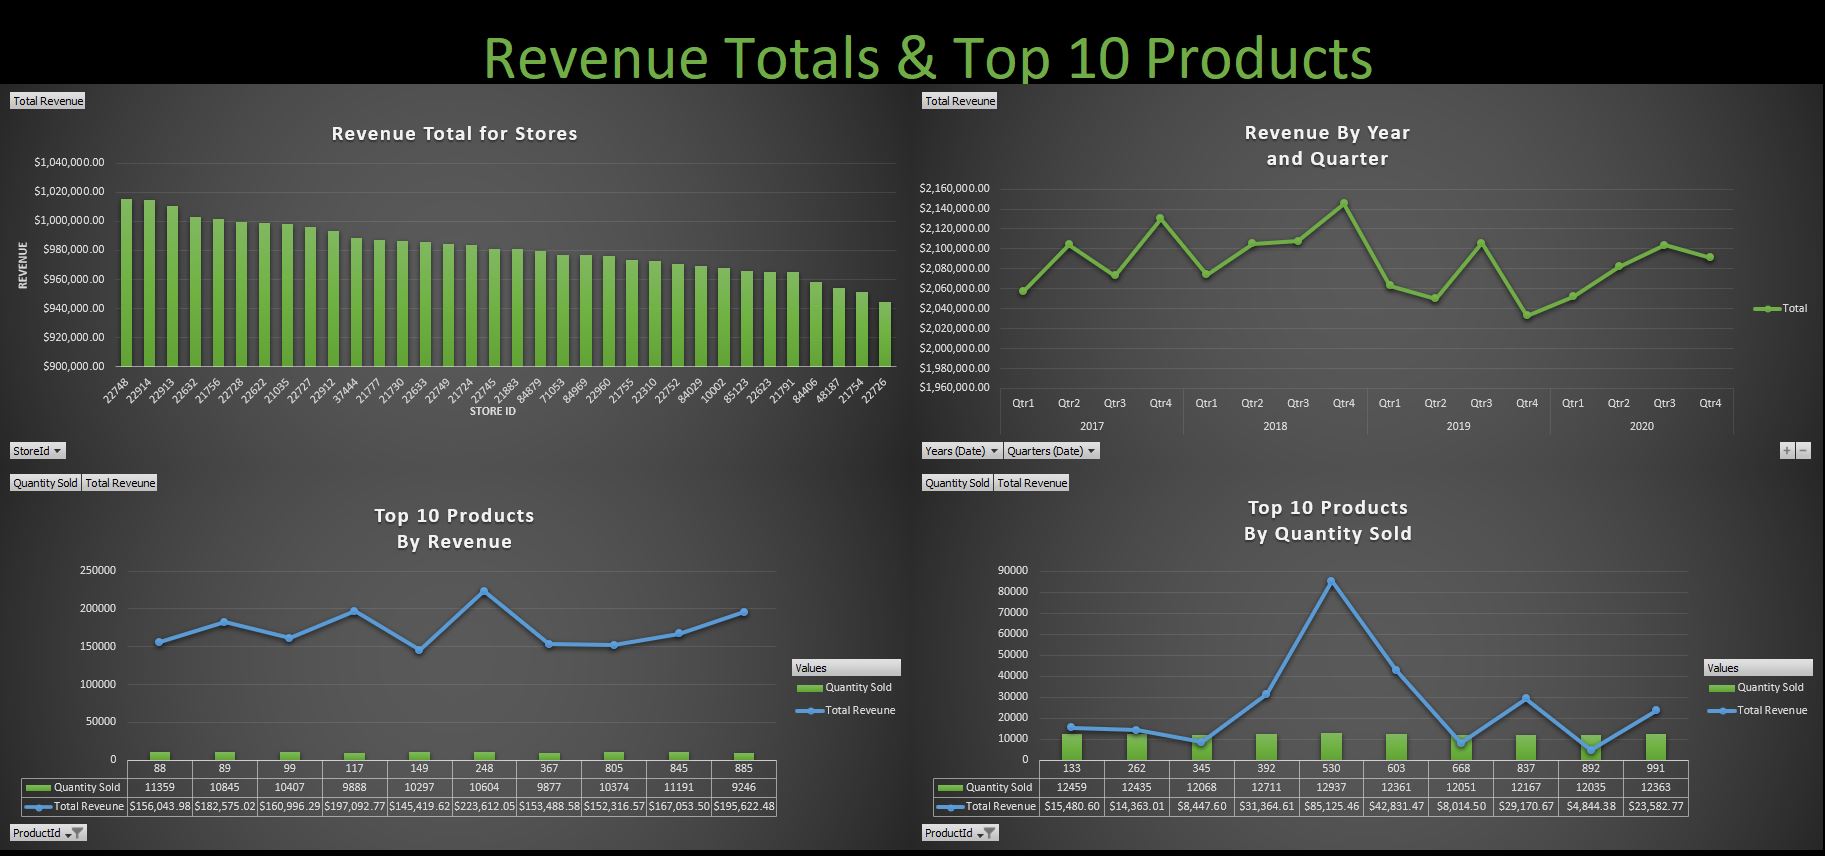 Revenue Totals & Top 10 Products
Total Revenue
Revenue Total for Stores
$1,040,000.00
$1,020,000.00
$1,000,000.00
$980,000.00
$960,000.00
$940,000.00
$920,000.00
$900,000.00
REVENUE
22748 22914 22913 22632 21756 22728 22622 21035 22727 22912 37444 21777 21730 22633 22749 21724 22745 21883 84879 71053 84969 22960 21755 22310 22752 84029 10002 85123 22623 21791 84406 48187 21754 22726
STORE ID
StoreId
Total Reveune
Revenue By Year
and Quarter
$2,160,000.00
$2,140,000.00
$2,120,000.00
$2,100,000.00
$2,080,000.00
$2,060,000.00
$2,040,000.00
$2,020,000.00
$2,000,000.00
$1,980,000.00
$1,960,000.00
Qtr1 Qtr2 Qtr3 Qtr4 Qtr1 Qtr2 Qtr3 Qtr4 Qtr1 Qtr2 Qtr3 Qtr4 Qtr1 Qtr2 Qtr3 Qtr4
2017 2018 2019 2020
Total
Years (Date) Quarters (Date)
+ −
Quantity Sold Total Reveune
Top 10 Products
By Revenue
250000
200000
150000
100000
50000
0
88 89 99 117 149 248 367 805 845 885
Quantity Sold 11359 10845 10407 9888 10297 10604 9877 10374 11191 9246
Total Reveune $156,043.98 $182,575.02 $160,996.29 $197,092.77 $145,419.62 $223,612.05 $153,488.58 $152,316.57 $167,053.50 $195,622.48
Values
Quantity Sold
Total Reveune
ProductId
Quantity Sold Total Revenue
Top 10 Products
By Quantity Sold
90000
80000
70000
60000
50000
40000
30000
20000
10000
0
133 262 345 392 530 603 668 837 892 991
Quantity Sold 12459 12435 12068 12711 12937 12361 12051 12167 12035 12363
Total Revenue $15,480.60 $14,363.01 $8,447.60 $31,364.61 $85,125.46 $42,831.47 $8,014.50 $29,170.67 $4,844.38 $23,582.77
Values
Quantity Sold
Total Revenue
ProductId